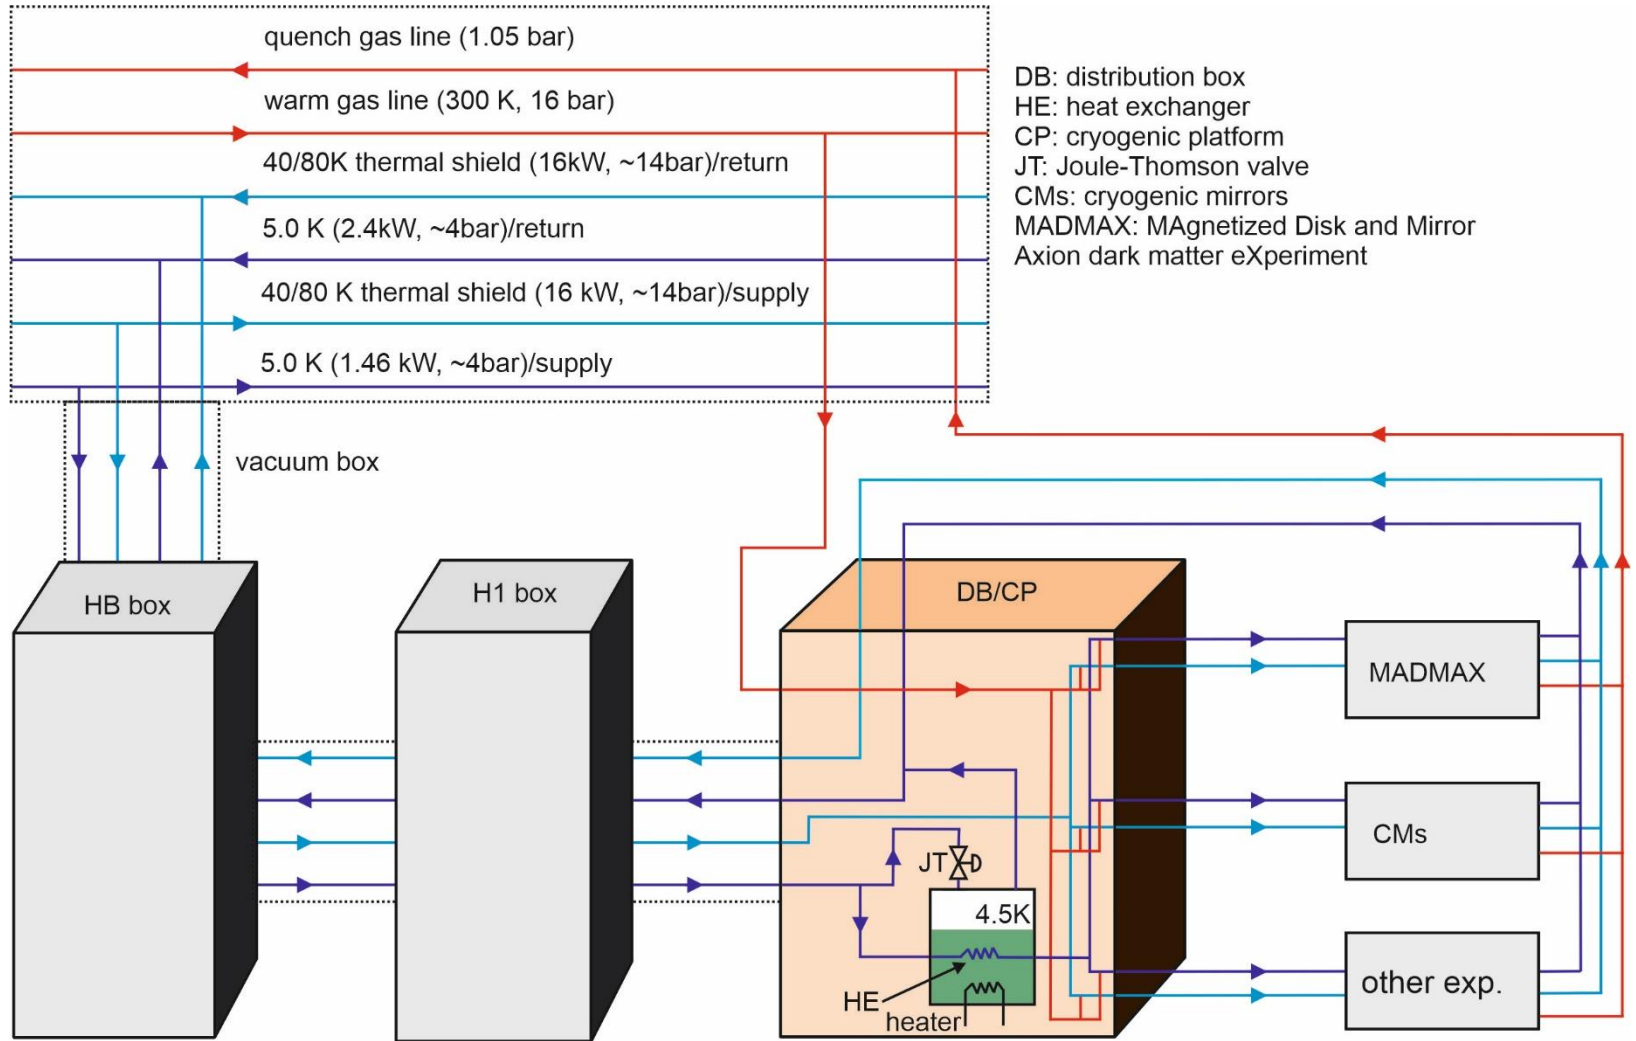 quench gas line (1.05 bar)
warm gas line (300 K, 16 bar)
40/80K thermal shield (16kW, ~14bar)/return
5.0 K (2.4kW, ~4bar)/return
40/80 K thermal shield (16 kW, ~14bar)/supply
5.0 K (1.46 kW, ~4bar)/supply
DB: distribution box
HE: heat exchanger
CP: cryogenic platform
JT: Joule-Thomson valve
CMs: cryogenic mirrors
MADMAX: MAgnetized Disk and Mirror
Axion dark matter eXperiment
vacuum box
HB box
H1 box
DB/CP
MADMAX
CMs
JT
4.5K
HE
heater
other exp.